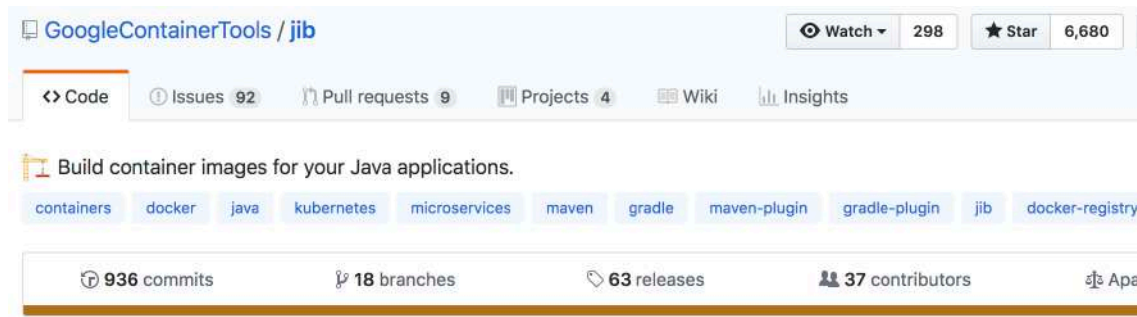 GoogleContainerTools / jib Watch 298 Star 6,680
Code Issues 92 Pull requests 9 Projects 4 Wiki Insights
Build container images for your Java applications.
containers docker java kubernetes microservices maven gradle maven-plugin gradle-plugin jib docker-registry
936 commits 18 branches 63 releases 37 contributors Apa